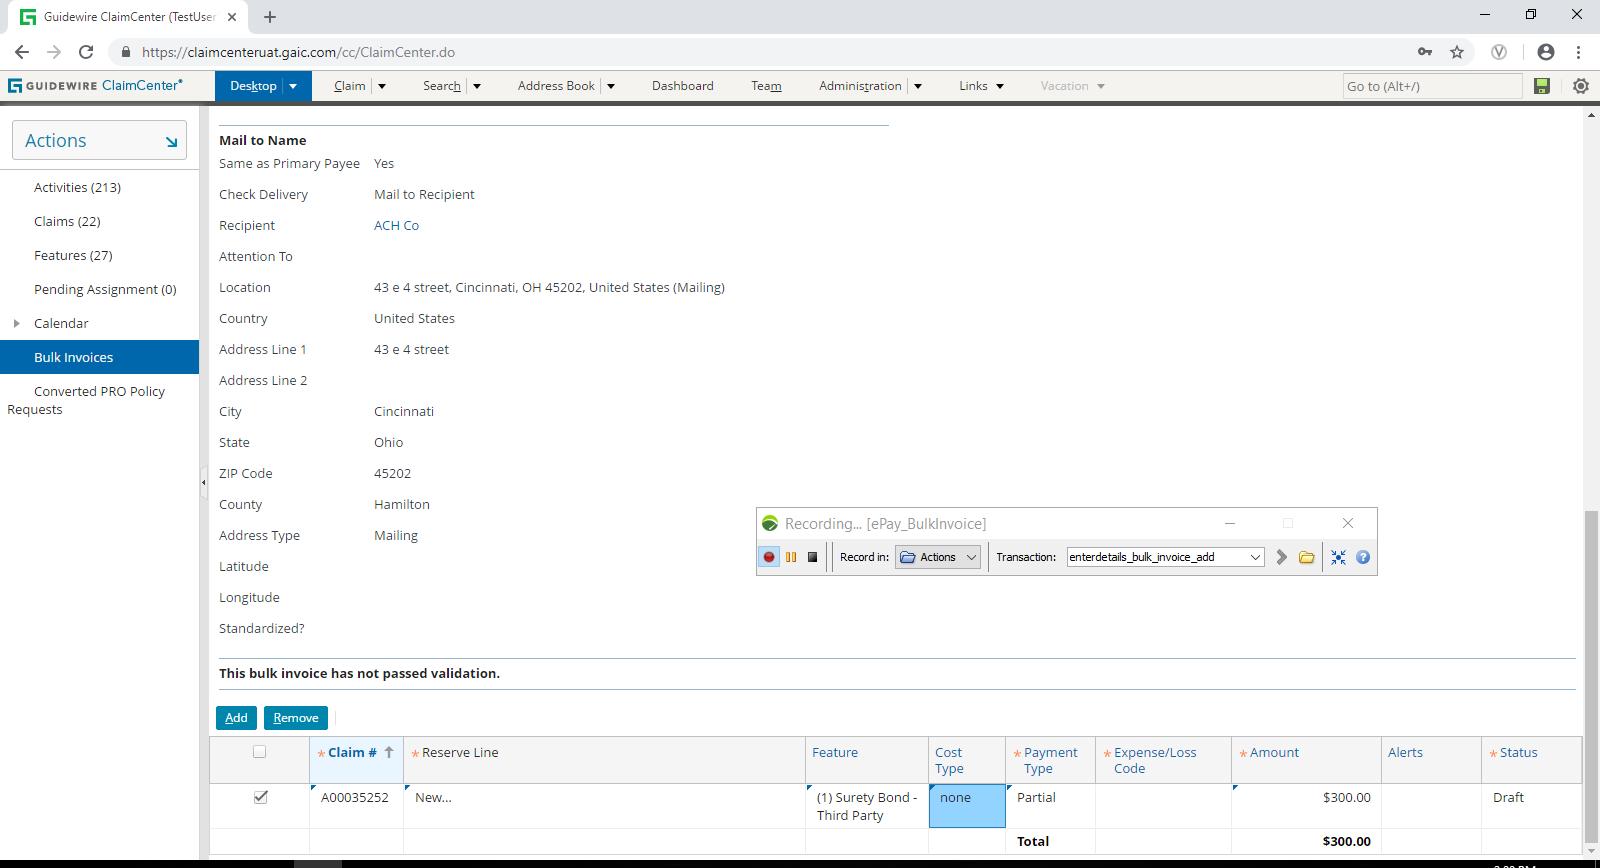 Guidewire ClaimCenter (TestUser
https://claimcenteruat.gaic.com/cc/ClaimCenter.do
GUIDEWIRE ClaimCenter®
Desktop
Claim
Search
Address Book
Dashboard
Team
Administration
Links
Vacation
Go to (Alt+/)
Actions
Activities (213)
Claims (22)
Features (27)
Pending Assignment (0)
Calendar
Bulk Invoices
Converted PRO Policy
Requests
Mail to Name
Same as Primary Payee Yes
Check Delivery Mail to Recipient
Recipient ACH Co
Attention To
Location 43 e 4 street, Cincinnati, OH 45202, United States (Mailing)
Country United States
Address Line 1 43 e 4 street
Address Line 2
City Cincinnati
State Ohio
ZIP Code 45202
County Hamilton
Address Type Mailing
Latitude
Longitude
Standardized?
Recording... [ePay_BulkInvoice]
Record in: Actions Transaction: enterdetails_bulk_invoice_add
This bulk invoice has not passed validation.
Add Remove
* Claim # * Reserve Line Feature Cost * Payment * Expense/Loss * Amount Alerts * Status
Type Type Code
A00035252 New... (1) Surety Bond - none Partial $300.00 Draft
Third Party
Total $300.00